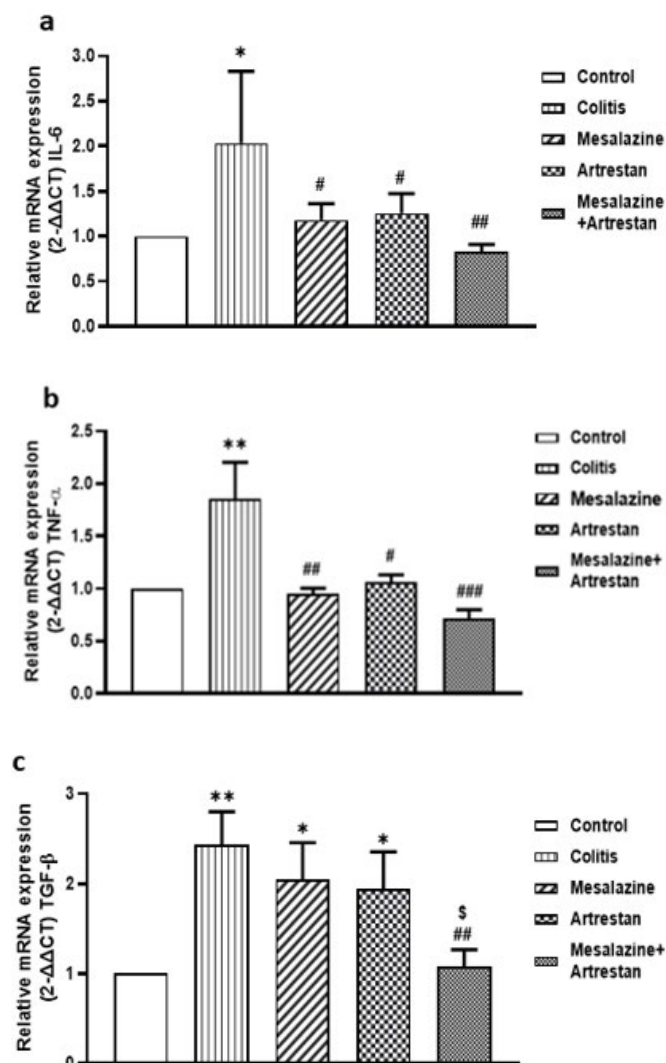 a
Relative mRNA expression
(2-ΔΔCT) IL-6
3.0
2.5
2.0
1.5
1.0
0.5
0.0
*
#
#
##
Control
Colitis
Mesalazine
Artrestan
Mesalazine
+Artrestan
b
Relative mRNA expression
(2-ΔΔCT) TNF-α
2.5
2.0
1.5
1.0
0.5
0.0
**
##
#
###
Control
Colitis
Mesalazine
Artrestan
Mesalazine+
Artrestan
c
Relative mRNA expression
(2-ΔΔCT) TGF-β
3
2
1
0
**
*
*
$
##
Control
Colitis
Mesalazine
Artrestan
Mesalazine+
Artrestan